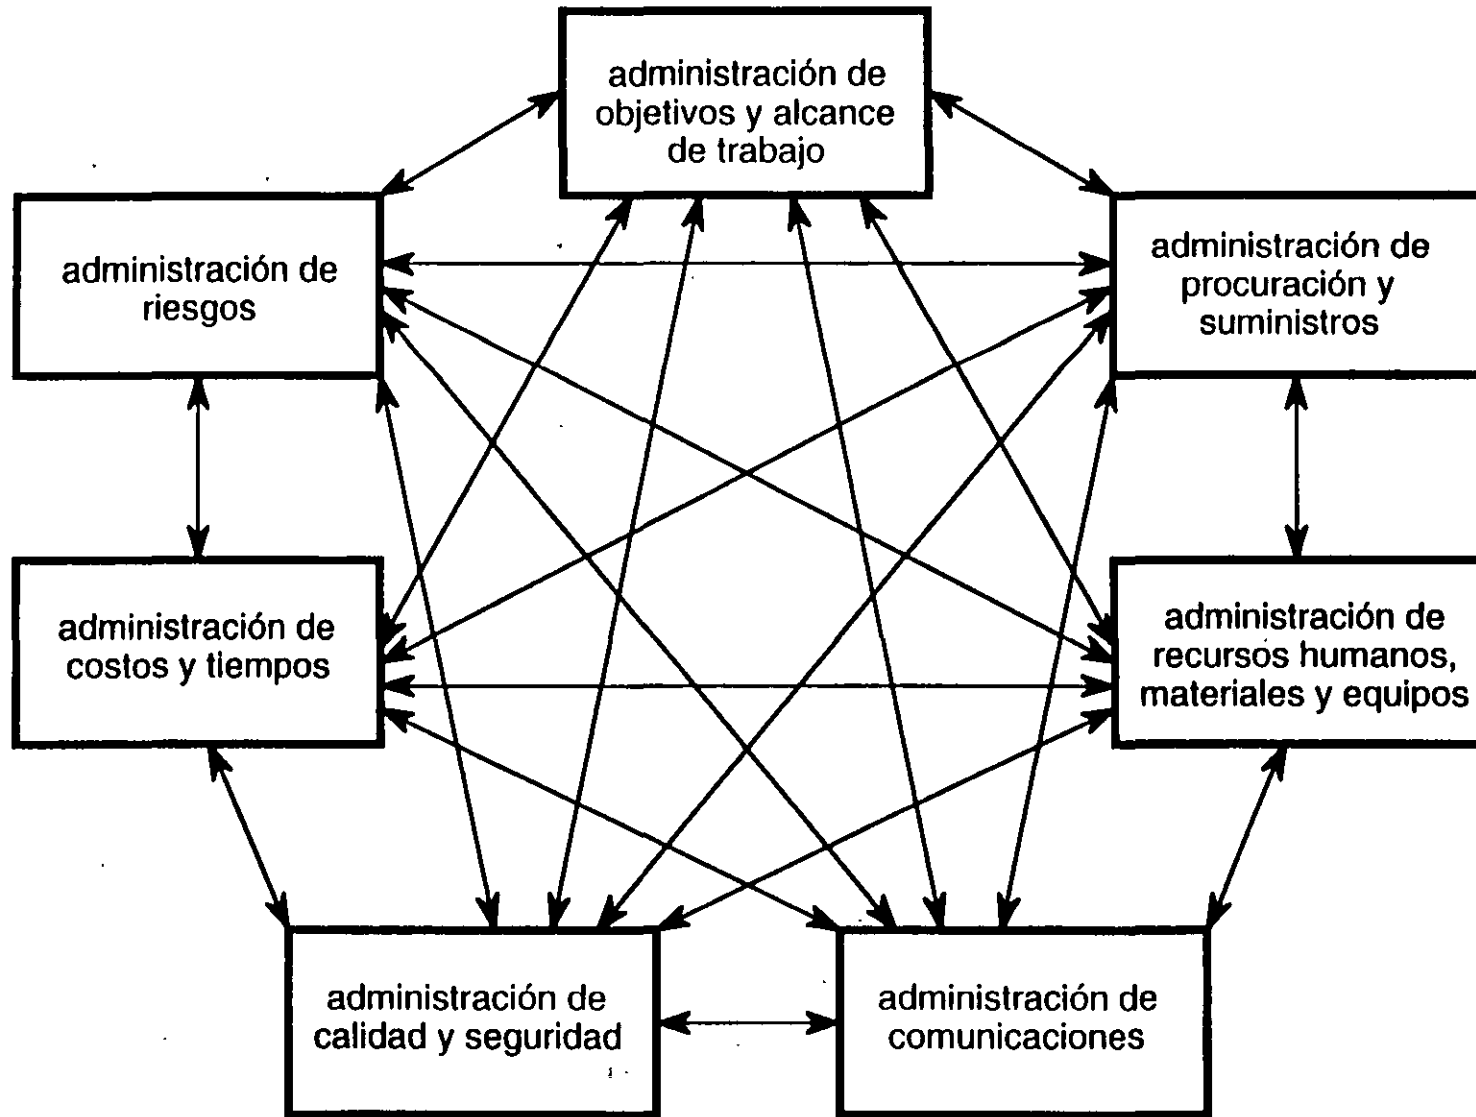 administración de
objetivos y alcance
de trabajo
administración de
riesgos
administración de
procuración y
suministros
administración de
costos y tiempos
administración de
recursos humanos,
materiales y equipos
administración de
calidad y seguridad
administración de
comunicaciones